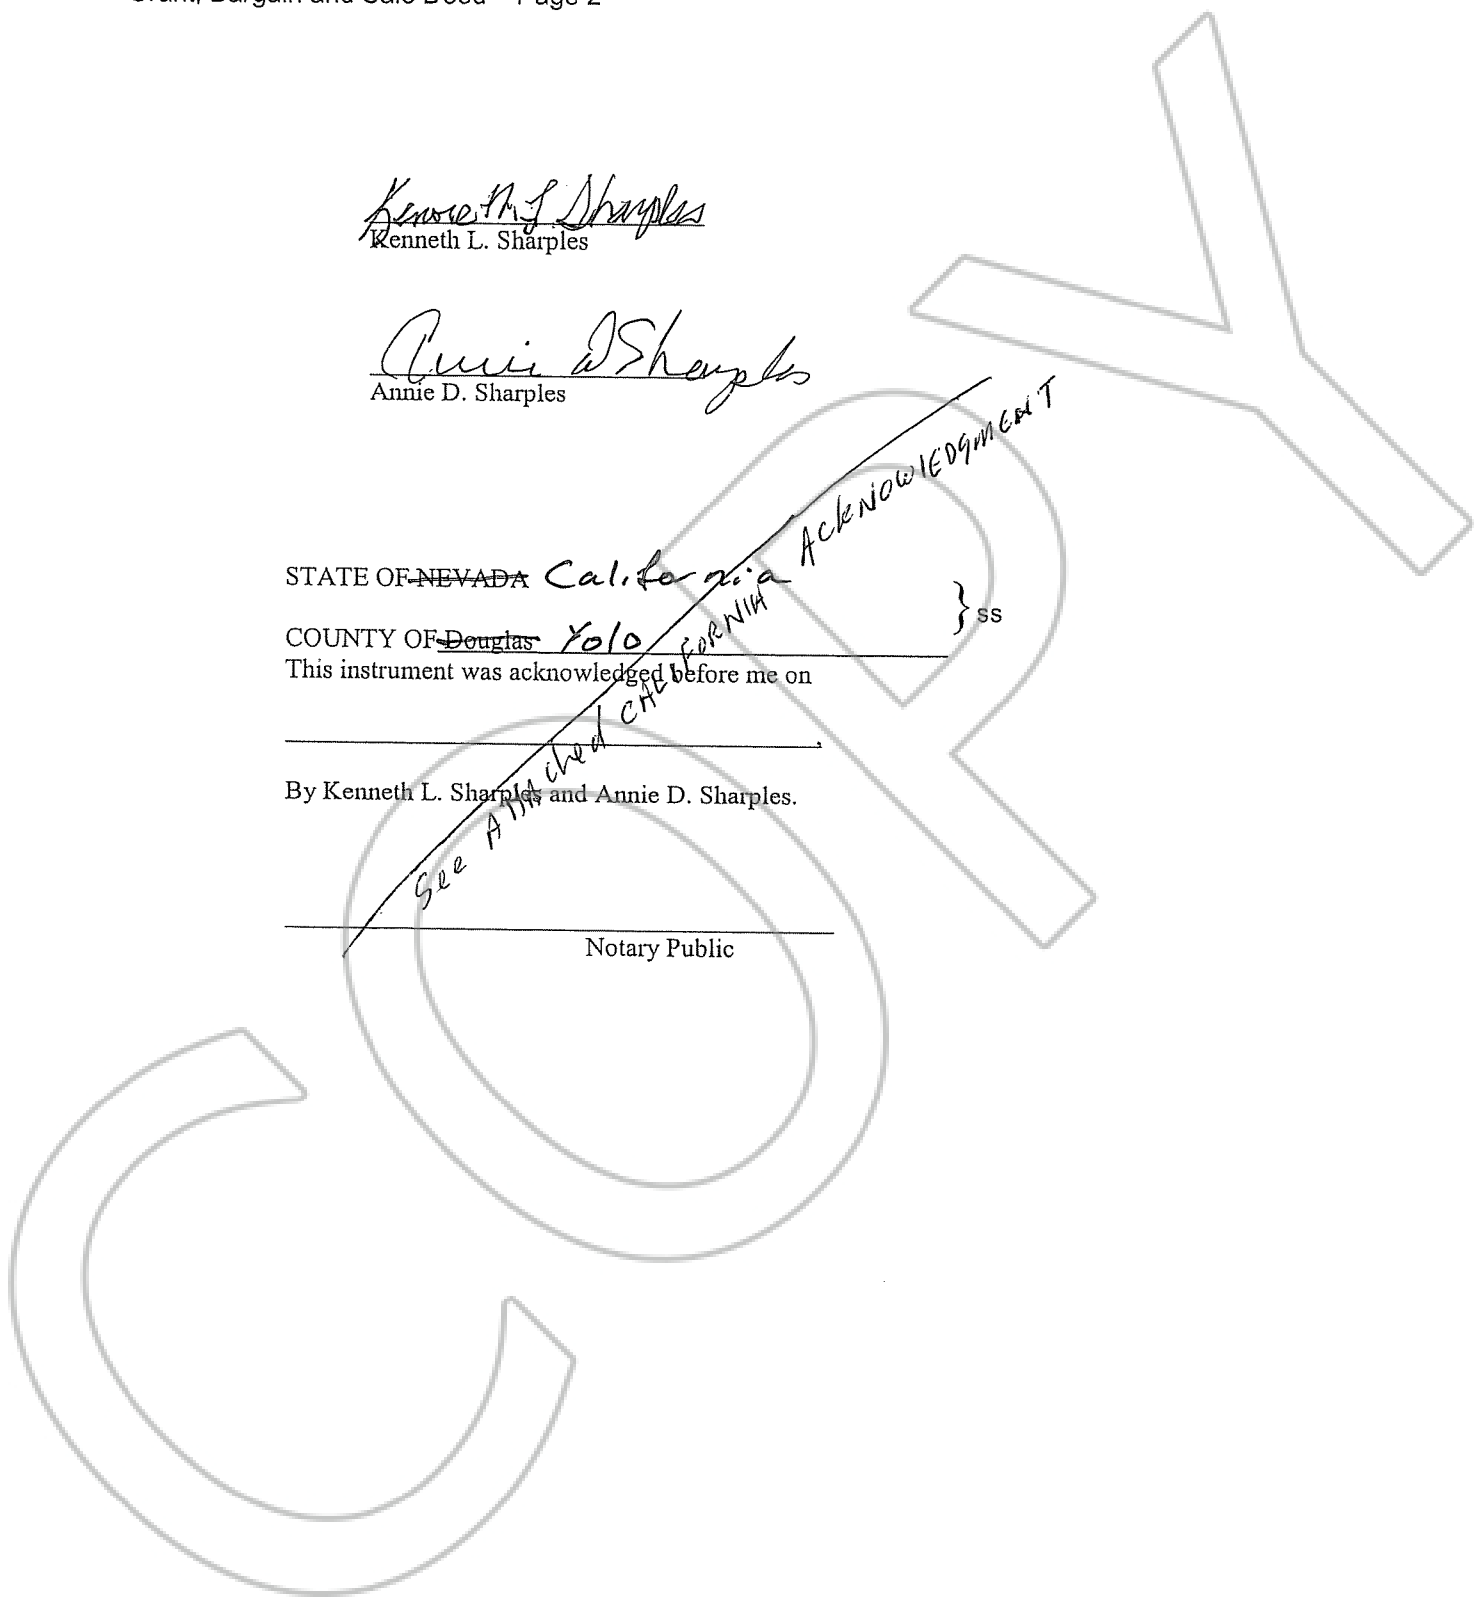 Grant, Bargain and Sale Deed – Page 2
Kenneth L Sharples
Kenneth L. Sharples
Annie D Sharples
Annie D. Sharples
STATE OF NEVADA California
} ss
COUNTY OF Douglas Yolo
This instrument was acknowledged before me on
.
By Kenneth L. Sharples and Annie D. Sharples.
See Attached CALIFORNIA AckNOWlEDgMENT
Notary Public
COPY